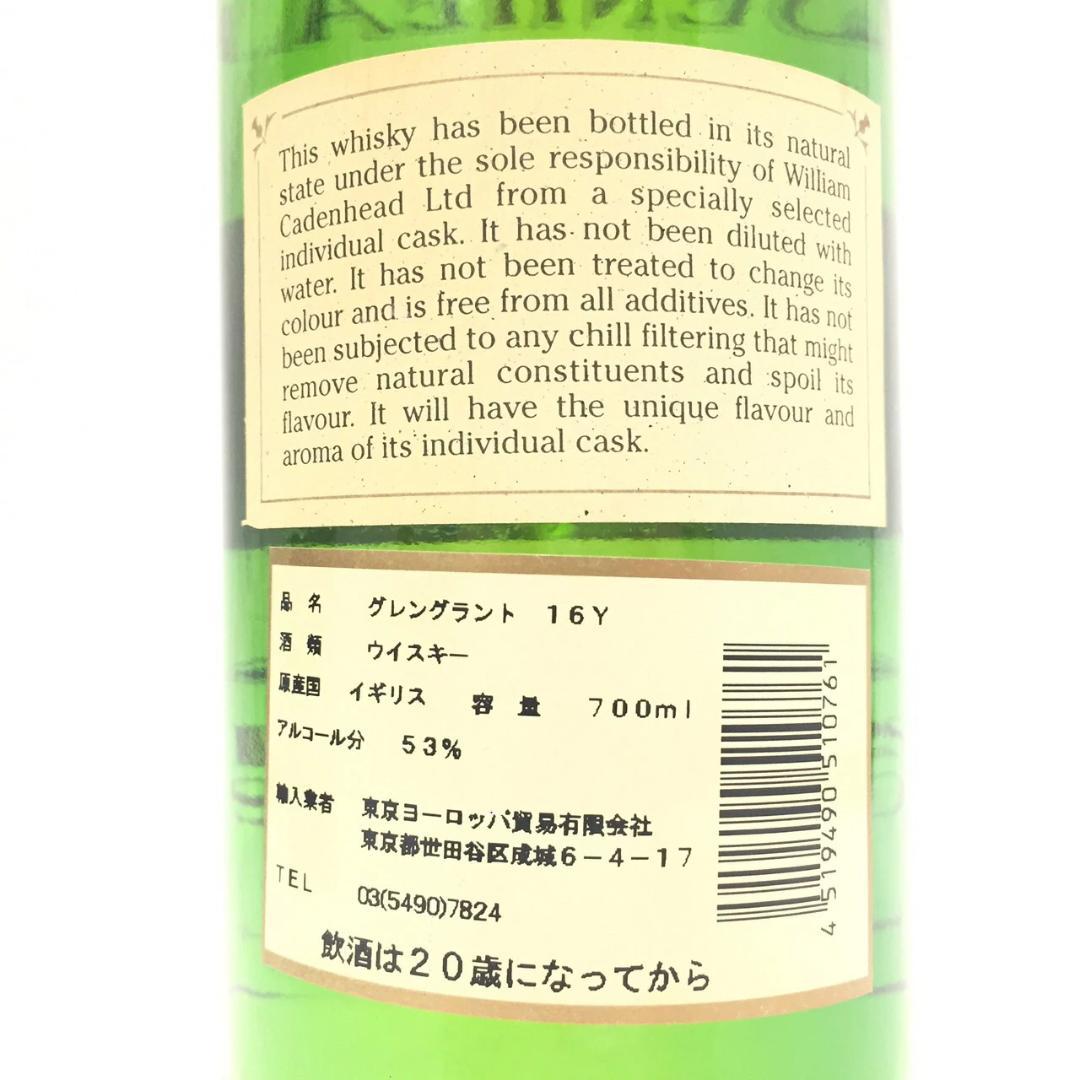 This whisky has been bottled in its natural
state under the sole responsibility of William
Cadenhead Ltd from a specially selected
individual cask. It has not been diluted with
water. It has not been treated to change its
colour and is free from all additives. It has not
been subjected to any chill filtering that might
remove natural constituents and spoil its
flavour. It will have the unique flavour and
aroma of its individual cask.
品名 グレングラント 16Y
酒類 ウイスキー
原産国 イギリス 容量 700ml
アルコール分 53%
輸入業者 東京ヨーロッパ貿易有限会社
東京都世田谷区成城6-4-17
TEL 03(5490)7824
飲酒は20歳になってから
4 519490 510761